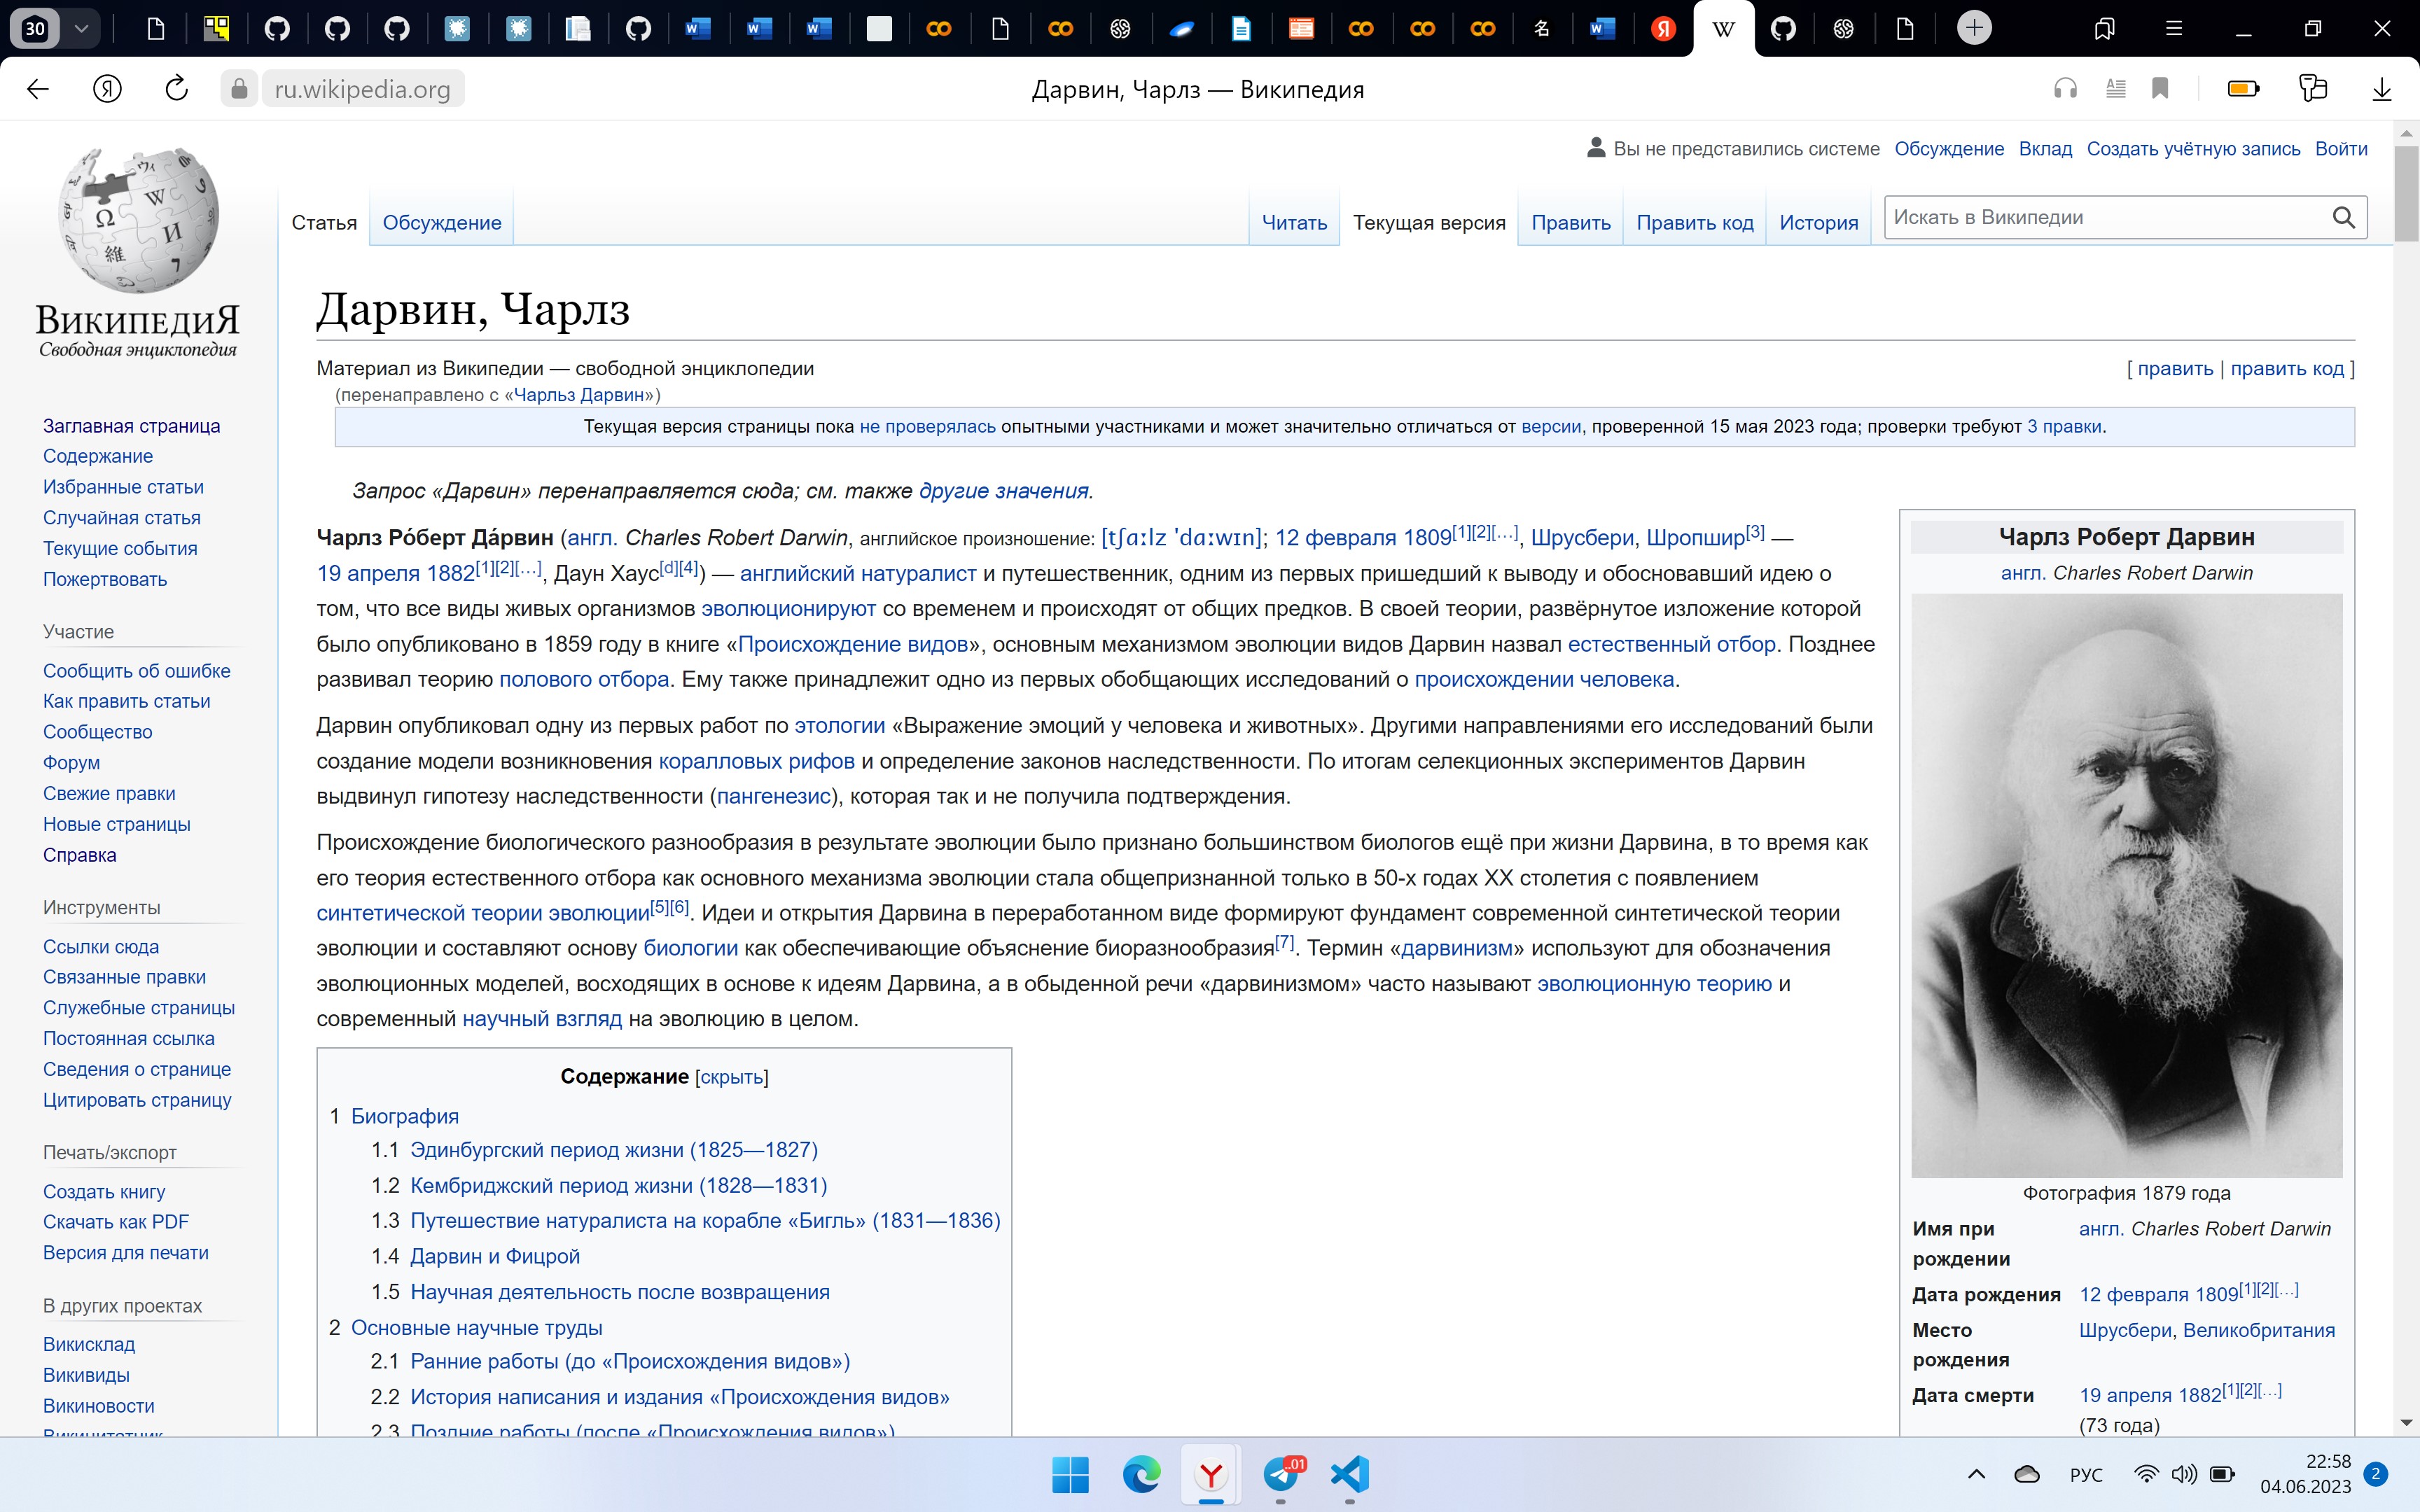 30
ru.wikipedia.org
Дарвин, Чарлз — Википедия
Вы не представились системе Обсуждение Вклад Создать учётную запись Войти
Статья Обсуждение Читать Текущая версия Править Править код История Искать в Википедии
ВИКИПЕДИЯ
Свободная энциклопедия
Заглавная страница
Содержание
Избранные статьи
Случайная статья
Текущие события
Пожертвовать
Участие
Сообщить об ошибке
Как править статьи
Сообщество
Форум
Свежие правки
Новые страницы
Справка
Инструменты
Ссылки сюда
Связанные правки
Служебные страницы
Постоянная ссылка
Сведения о странице
Цитировать страницу
Печать/экспорт
Создать книгу
Скачать как PDF
Версия для печати
В других проектах
Викисклад
Викивиды
Викиновости
Викицитатник
Дарвин, Чарлз
Материал из Википедии — свободной энциклопедии
[ править | править код ]
(перенаправлено с «Чарльз Дарвин»)
Текущая версия страницы пока не проверялась опытными участниками и может значительно отличаться от версии, проверенной 15 мая 2023 года; проверки требуют 3 правки.
Запрос «Дарвин» перенаправляется сюда; см. также другие значения.
Чарлз Ро́берт Да́рвин (англ. Charles Robert Darwin, английское произношение: [tʃɑːlz ˈdɑːwɪn]; 12 февраля 1809[1][2][…], Шрусбери, Шропшир[3] —
19 апреля 1882[1][2][…], Даун Хаус[d][4]) — английский натуралист и путешественник, одним из первых пришедший к выводу и обосновавший идею о
том, что все виды живых организмов эволюционируют со временем и происходят от общих предков. В своей теории, развёрнутое изложение которой
было опубликовано в 1859 году в книге «Происхождение видов», основным механизмом эволюции видов Дарвин назвал естественный отбор. Позднее
развивал теорию полового отбора. Ему также принадлежит одно из первых обобщающих исследований о происхождении человека.
Дарвин опубликовал одну из первых работ по этологии «Выражение эмоций у человека и животных». Другими направлениями его исследований были
создание модели возникновения коралловых рифов и определение законов наследственности. По итогам селекционных экспериментов Дарвин
выдвинул гипотезу наследственности (пангенезис), которая так и не получила подтверждения.
Происхождение биологического разнообразия в результате эволюции было признано большинством биологов ещё при жизни Дарвина, в то время как
его теория естественного отбора как основного механизма эволюции стала общепризнанной только в 50-х годах XX столетия с появлением
синтетической теории эволюции[5][6]. Идеи и открытия Дарвина в переработанном виде формируют фундамент современной синтетической теории
эволюции и составляют основу биологии как обеспечивающие объяснение биоразнообразия[7]. Термин «дарвинизм» используют для обозначения
эволюционных моделей, восходящих в основе к идеям Дарвина, а в обыденной речи «дарвинизмом» часто называют эволюционную теорию и
современный научный взгляд на эволюцию в целом.
Содержание [скрыть]
1 Биография
1.1 Эдинбургский период жизни (1825—1827)
1.2 Кембриджский период жизни (1828—1831)
1.3 Путешествие натуралиста на корабле «Бигль» (1831—1836)
1.4 Дарвин и Фицрой
1.5 Научная деятельность после возвращения
2 Основные научные труды
2.1 Ранние работы (до «Происхождения видов»)
2.2 История написания и издания «Происхождения видов»
2.3 Поздние работы (после «Происхождения видов»)
Чарлз Роберт Дарвин
англ. Charles Robert Darwin
Фотография 1879 года
Имя при рождении англ. Charles Robert Darwin
Дата рождения 12 февраля 1809[1][2][…]
Место рождения Шрусбери, Великобритания
Дата смерти 19 апреля 1882[1][2][…]
(73 года)
..01
РУС
22:58
04.06.2023
2